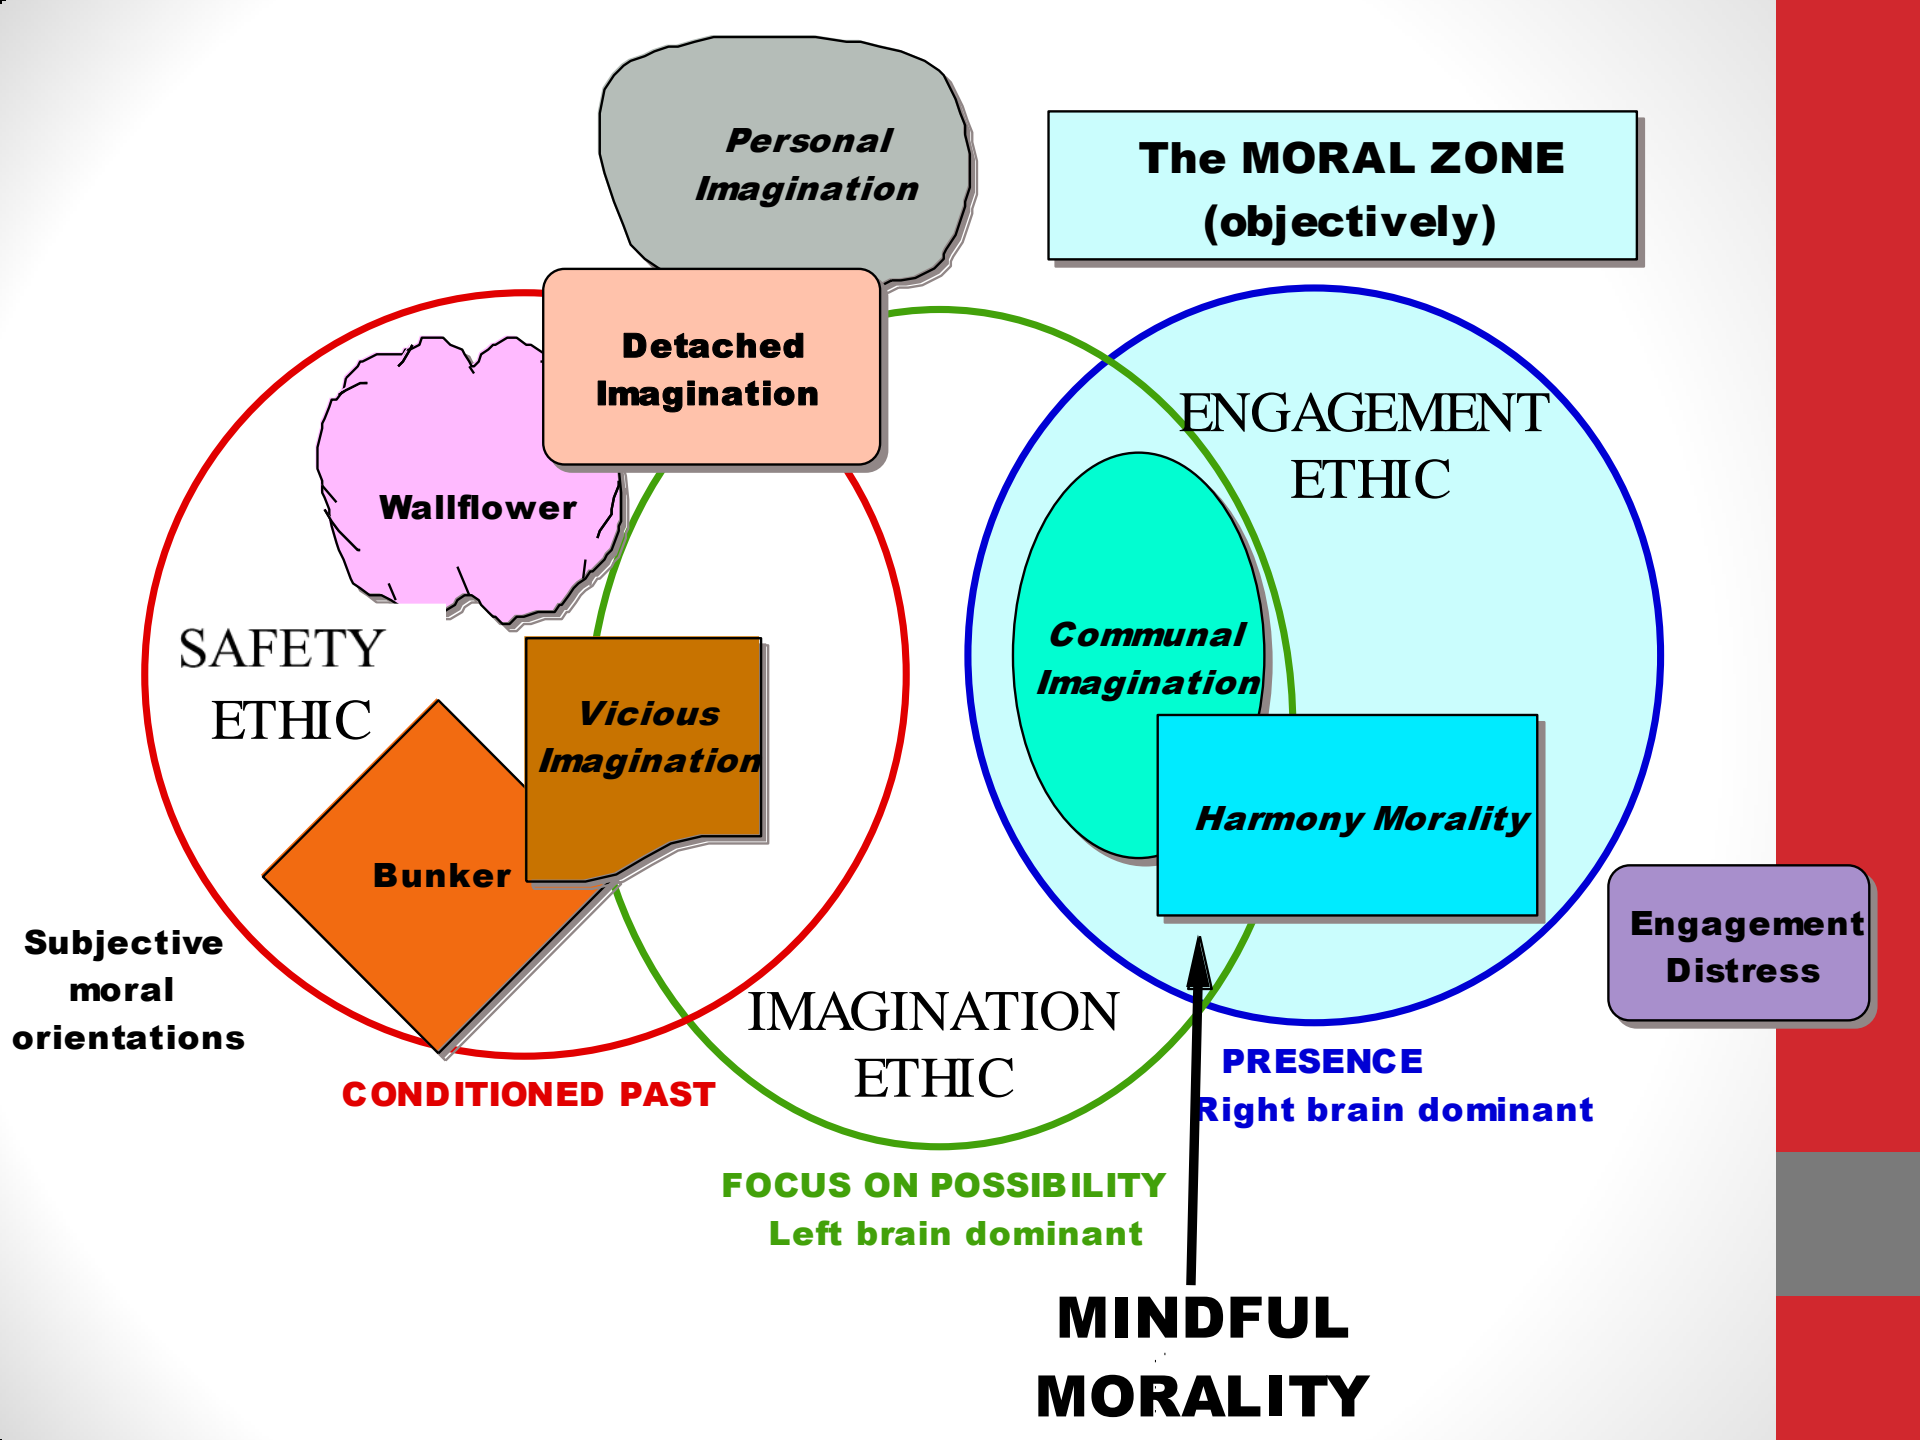 Personal
Imagination
The MORAL ZONE
(objectively)
Detached
Imagination
ENGAGEMENT
ETHIC
Wallflower
SAFETY
ETHIC
Communal
Imagination
Vicious
Imagination
Harmony Morality
Bunker
Engagement
Distress
Subjective
moral
orientations
IMAGINATION
ETHIC
CONDITIONED PAST
PRESENCE
Right brain dominant
FOCUS ON POSSIBILITY
Left brain dominant
MINDFUL
MORALITY